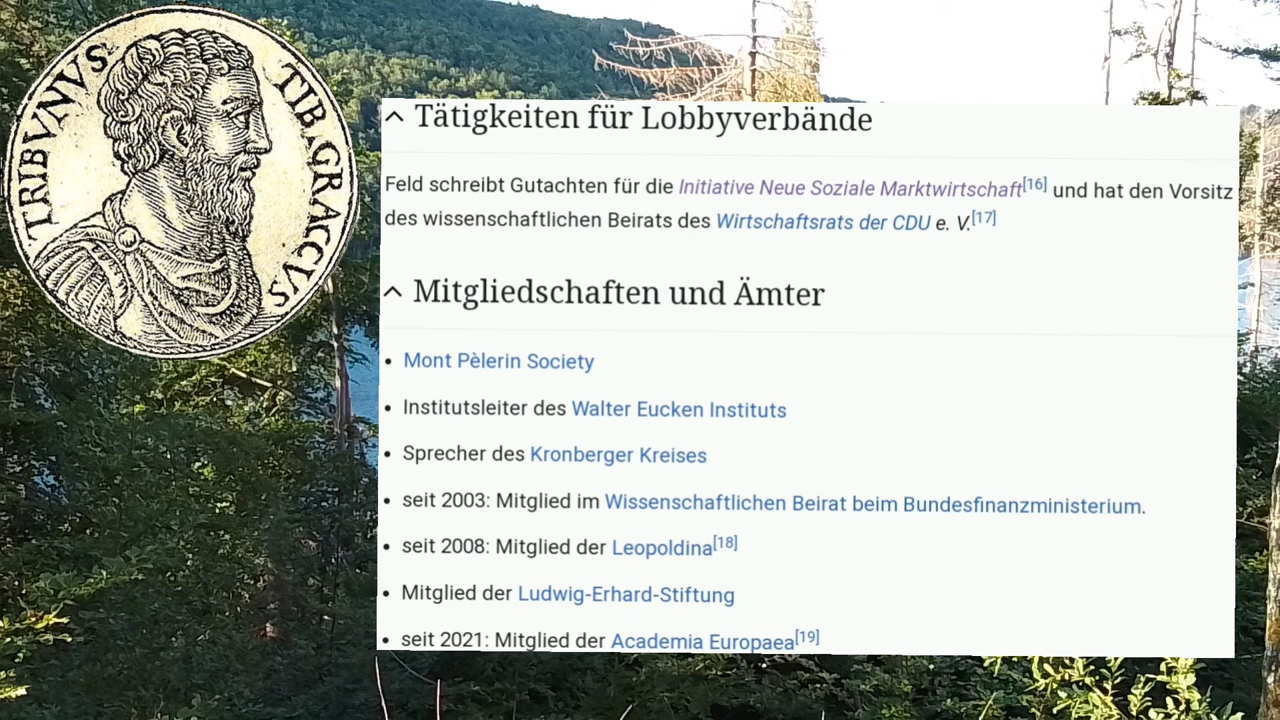 TRIBVNVS TIB.GRACCVS
Tätigkeiten für Lobbyverbände
Feld schreibt Gutachten für die Initiative Neue Soziale Marktwirtschaft[16] und hat den Vorsitz
des wissenschaftlichen Beirats des Wirtschaftsrats der CDU e. V.[17]
Mitgliedschaften und Ämter
• Mont Pèlerin Society
• Institutsleiter des Walter Eucken Instituts
• Sprecher des Kronberger Kreises
• seit 2003: Mitglied im Wissenschaftlichen Beirat beim Bundesfinanzministerium.
• seit 2008: Mitglied der Leopoldina[18]
• Mitglied der Ludwig-Erhard-Stiftung
• seit 2021: Mitglied der Academia Europaea[19]